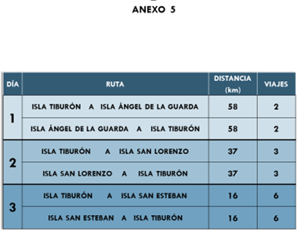 ANEXO 5
DÍA RUTA DISTANCIA (km) VIAJES
1
ISLA TIBURÓN A ISLA ÁNGEL DE LA GUARDA 58 2
ISLA ÁNGEL DE LA GUARDA A ISLA TIBURÓN 58 2
2
ISLA TIBURÓN A ISLA SAN LORENZO 37 3
ISLA SAN LORENZO A ISLA TIBURÓN 37 3
3
ISLA TIBURÓN A ISLA SAN ESTEBAN 16 6
ISLA SAN ESTEBAN A ISLA TIBURÓN 16 6